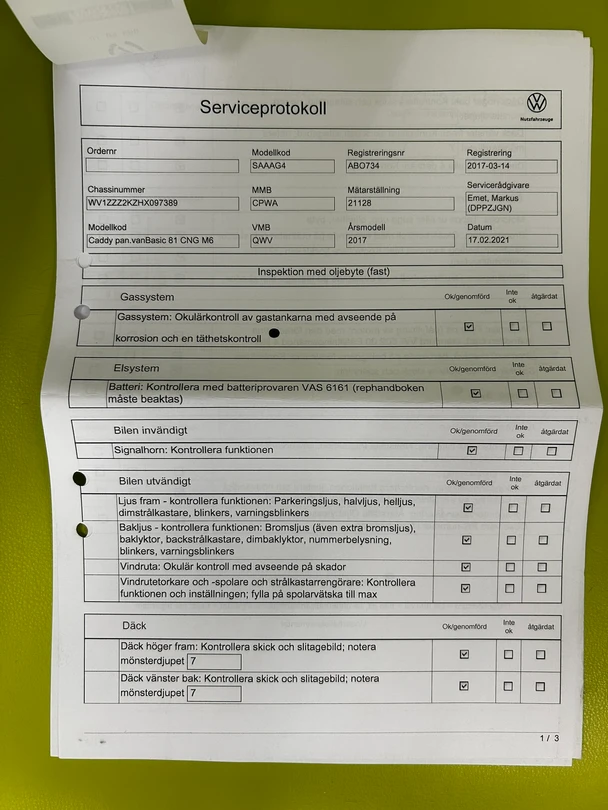 Serviceprotokoll
Nutzfahrzeuge
Ordernr
Modellkod
SAAAG4
Registreringsnr
ABO734
Registrering
2017-03-14
Chassinummer
WV1ZZZ2KZHX097389
MMB
CPWA
Mätarställning
21128
Servicerådgivare
Emet, Markus
(DPPZJGN)
Modellkod
Caddy pan.vanBasic 81 CNG M6
VMB
QWV
Årsmodell
2017
Datum
17.02.2021
Inspektion med oljebyte (fast)
Gassystem Ok/genomförd Inte ok åtgärdat
Gassystem: Okulärkontroll av gastankarna med avseende på
korrosion och en täthetskontroll
Elsystem Ok/genomförd Inte ok åtgärdat
Batteri: Kontrollera med batteriprovaren VAS 6161 (rephandboken
måste beaktas)
Bilen invändigt Ok/genomförd Inte ok åtgärdat
Signalhorn: Kontrollera funktionen
Bilen utvändigt Ok/genomförd Inte ok åtgärdat
Ljus fram - kontrollera funktionen: Parkeringsljus, halvljus, helljus,
dimstrålkastare, blinkers, varningsblinkers
Bakljus - kontrollera funktionen: Bromsljus (även extra bromsljus),
baklyktor, backstrålkastare, dimbaklyktor, nummerbelysning,
blinkers, varningsblinkers
Vindruta: Okulär kontroll med avseende på skador
Vindrutetorkare och -spolare och strålkastarrengörare: Kontrollera
funktionen och inställningen; fylla på spolarvätska till max
Däck Ok/genomförd Inte ok åtgärdat
Däck höger fram: Kontrollera skick och slitagebild; notera
mönsterdjupet 7
Däck vänster bak: Kontrollera skick och slitagebild; notera
mönsterdjupet 7
1 / 3